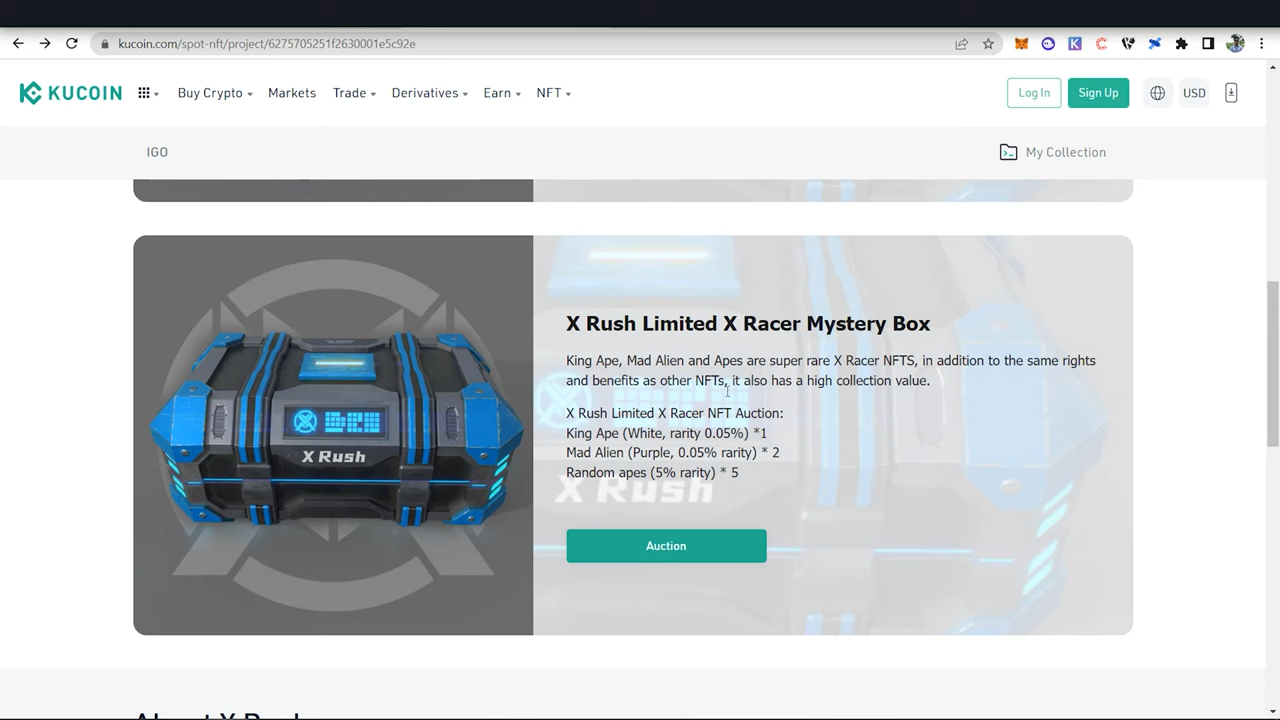 kucoin.com/spot-nft/project/6275705251f2630001e5c92e
KUCOIN Buy Crypto Markets Trade Derivatives Earn NFT Log In Sign Up USD
IGO My Collection
X Rush Limited X Racer Mystery Box
King Ape, Mad Alien and Apes are super rare X Racer NFTS, in addition to the same rights
and benefits as other NFTs, it also has a high collection value.
X Rush Limited X Racer NFT Auction:
King Ape (White, rarity 0.05%) *1
Mad Alien (Purple, 0.05% rarity) * 2
Random apes (5% rarity) * 5
X Rush
X Rush
Auction